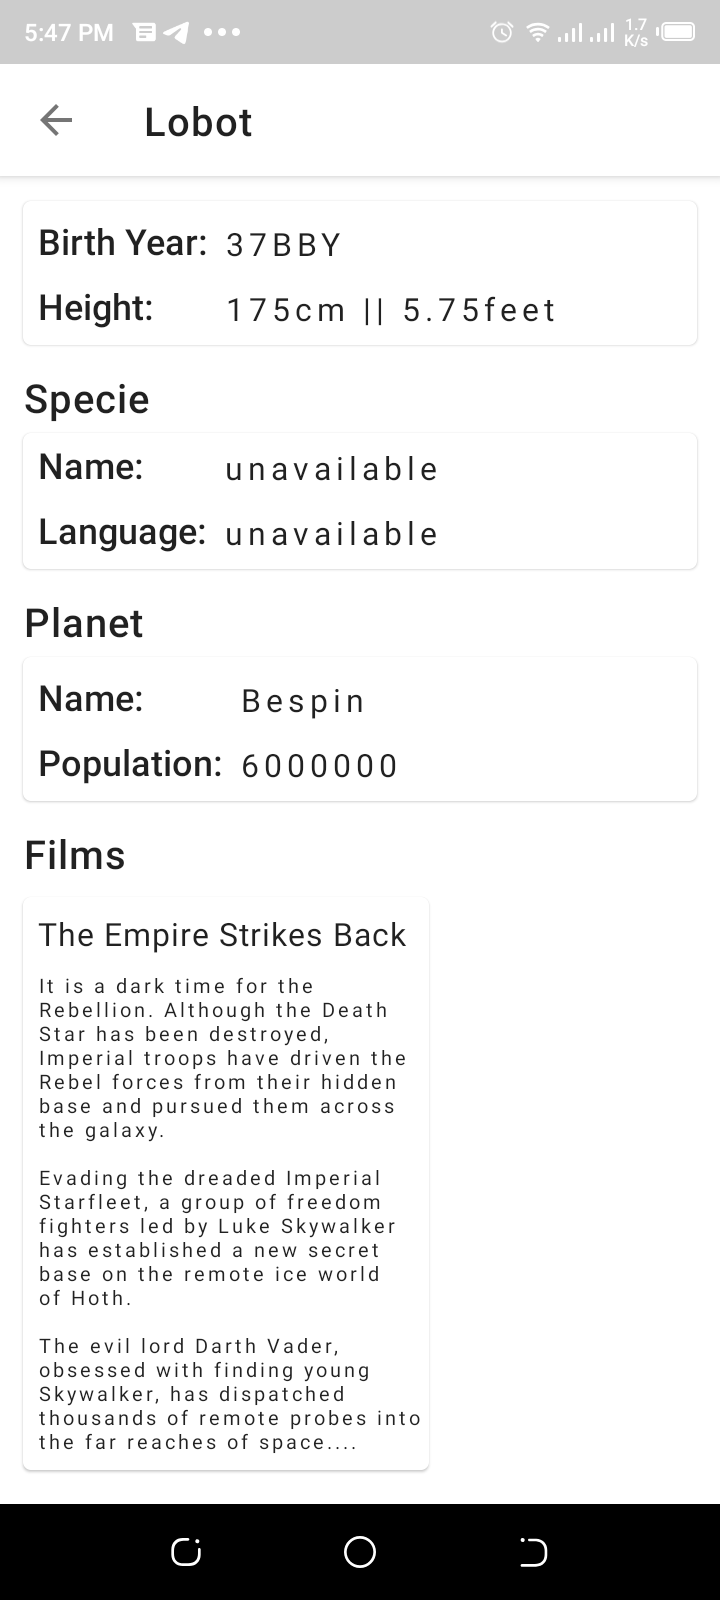 5:47 PM
1.7
K/s
Lobot
Birth Year: 37BBY
Height: 175cm || 5.75feet
Specie
Name: unavailable
Language: unavailable
Planet
Name: Bespin
Population: 6000000
Films
The Empire Strikes Back
It is a dark time for the
Rebellion. Although the Death
Star has been destroyed,
Imperial troops have driven the
Rebel forces from their hidden
base and pursued them across
the galaxy.
Evading the dreaded Imperial
Starfleet, a group of freedom
fighters led by Luke Skywalker
has established a new secret
base on the remote ice world
of Hoth.
The evil lord Darth Vader,
obsessed with finding young
Skywalker, has dispatched
thousands of remote probes into
the far reaches of space....